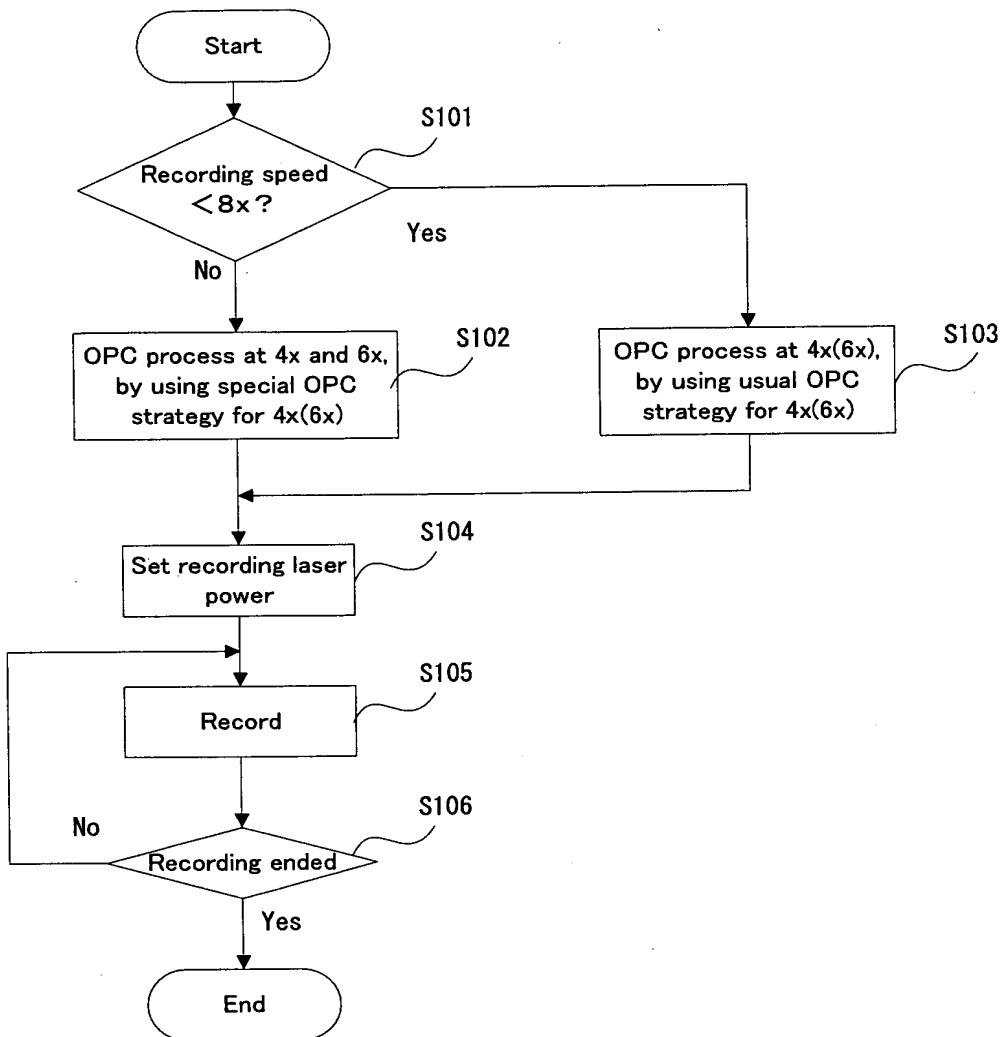 Start
S101
Recording speed
<8x?
Yes
No
S102
OPC process at 4x and 6x,
by using special OPC
strategy for 4x(6x)
S103
OPC process at 4x(6x),
by using usual OPC
strategy for 4x(6x)
S104
Set recording laser
power
S105
Record
S106
No
Recording ended
Yes
End